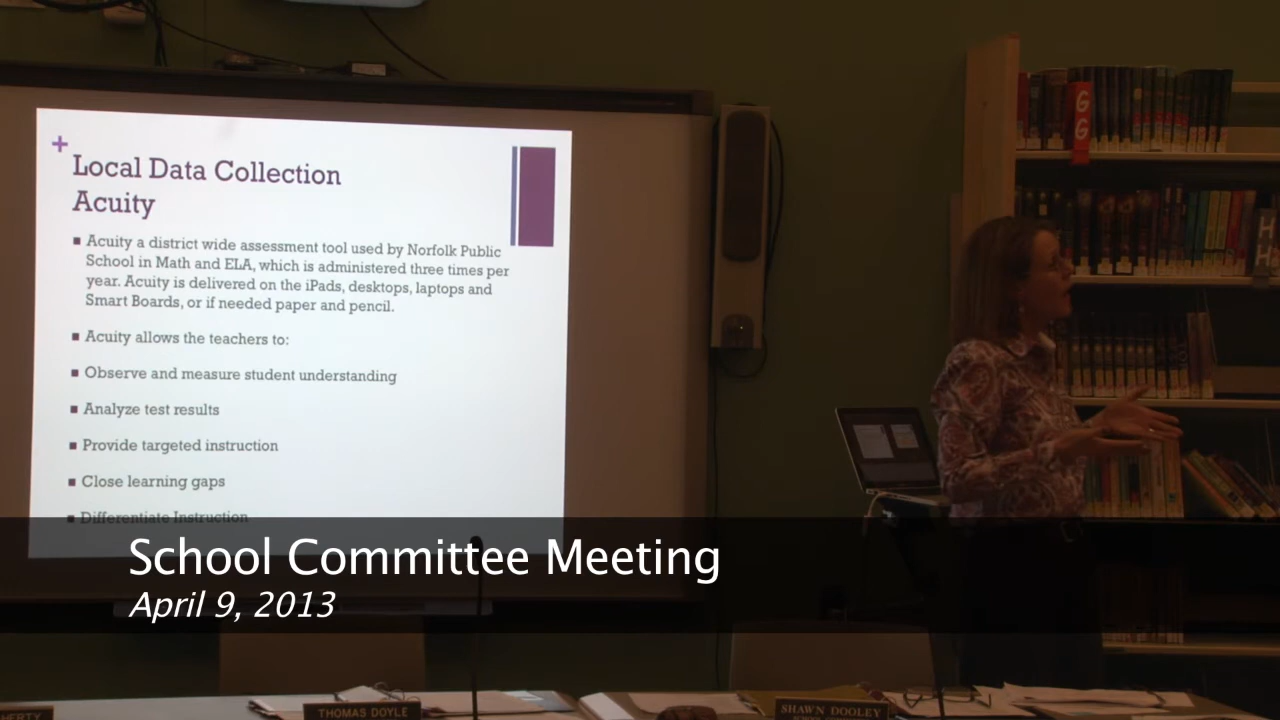 +
Local Data Collection
Acuity
▪ Acuity a district wide assessment tool used by Norfolk Public
School in Math and ELA, which is administered three times per
year. Acuity is delivered on the iPads, desktops, laptops and
Smart Boards, or if needed paper and pencil.
▪ Acuity allows the teachers to:
▪ Observe and measure student understanding
▪ Analyze test results
▪ Provide targeted instruction
▪ Close learning gaps
▪ Differentiate Instruction
GG
HH
School Committee Meeting
April 9, 2013
THOMAS DOYLE
SHAWN DOOLEY